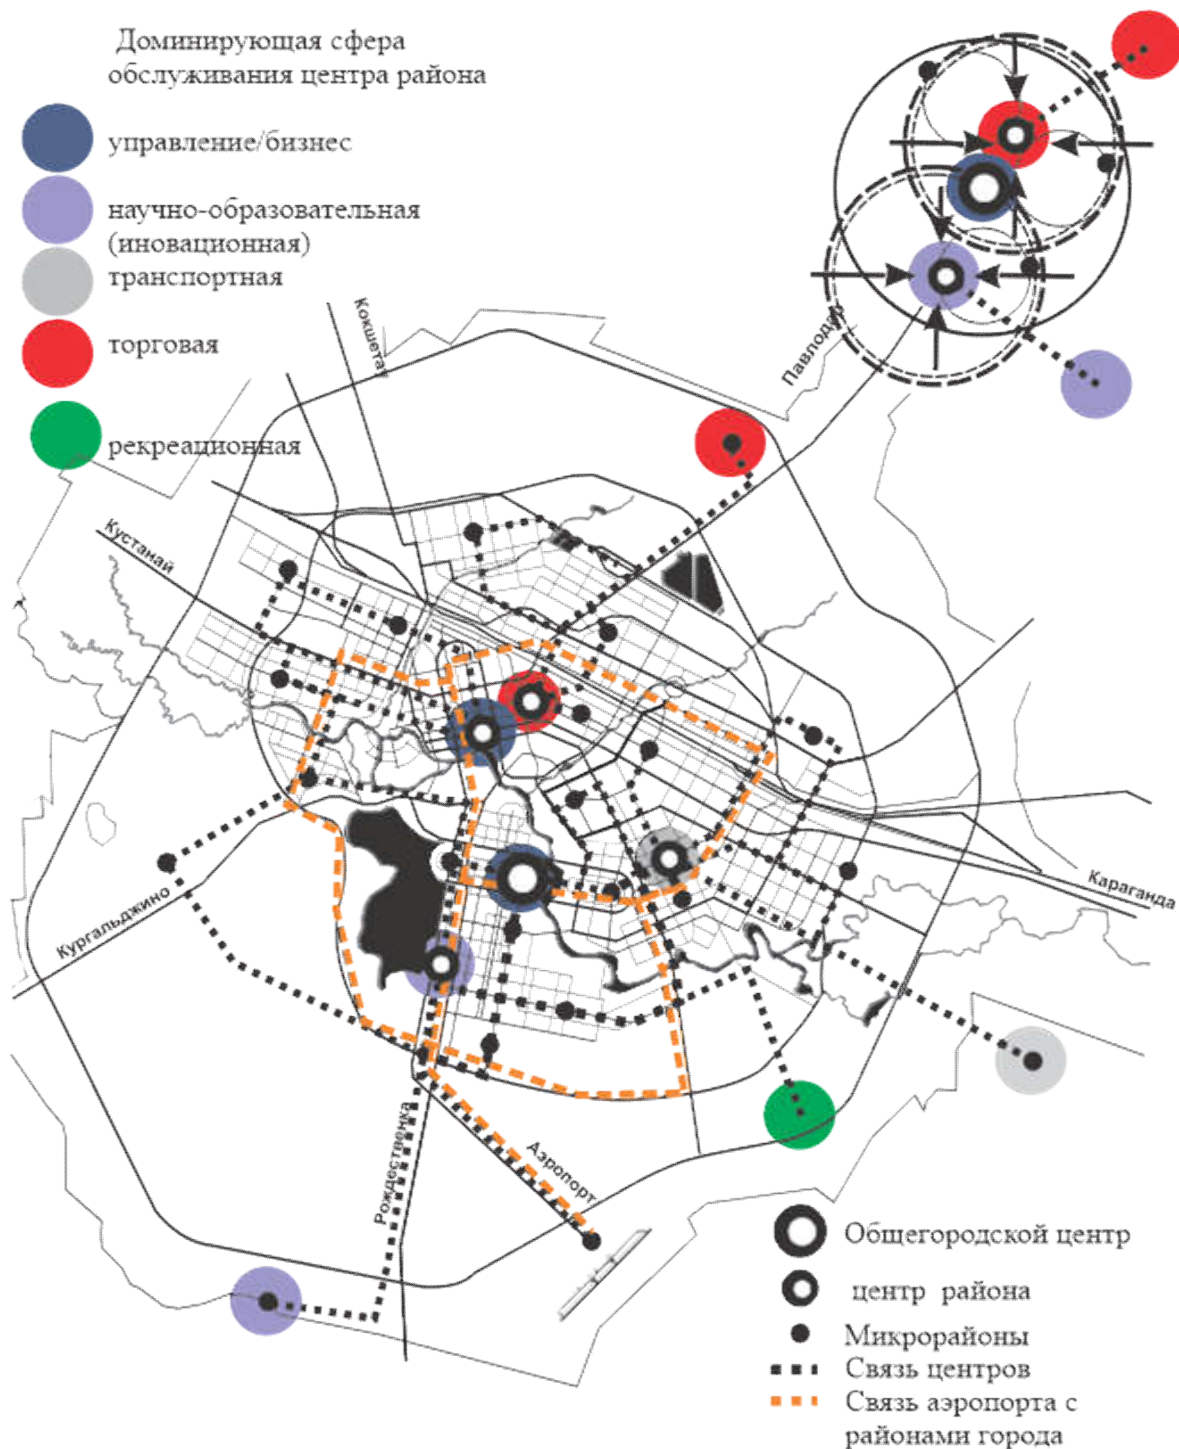 Доминирующая сфера
обслуживания центра района
управление/бизнес
научно-образовательная
(иновационная)
транспортная
торговая
рекреационная
Кокшетау
Павлодар
Кустанай
Караганда
Кургальджино
Рождественка
Аэропорт
Общегородской центр
центр района
Микрорайоны
Связь центров
Связь аэропорта с
районами города